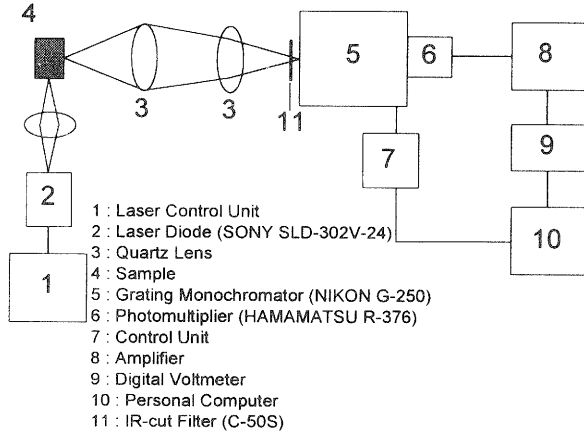 4
5
6
8
3
3
11
7
9
2
10
1
1 : Laser Control Unit
2 : Laser Diode (SONY SLD-302V-24)
3 : Quartz Lens
4 : Sample
5 : Grating Monochromator (NIKON G-250)
6 : Photomultiplier (HAMAMATSU R-376)
7 : Control Unit
8 : Amplifier
9 : Digital Voltmeter
10 : Personal Computer
11 : IR-cut Filter (C-50S)